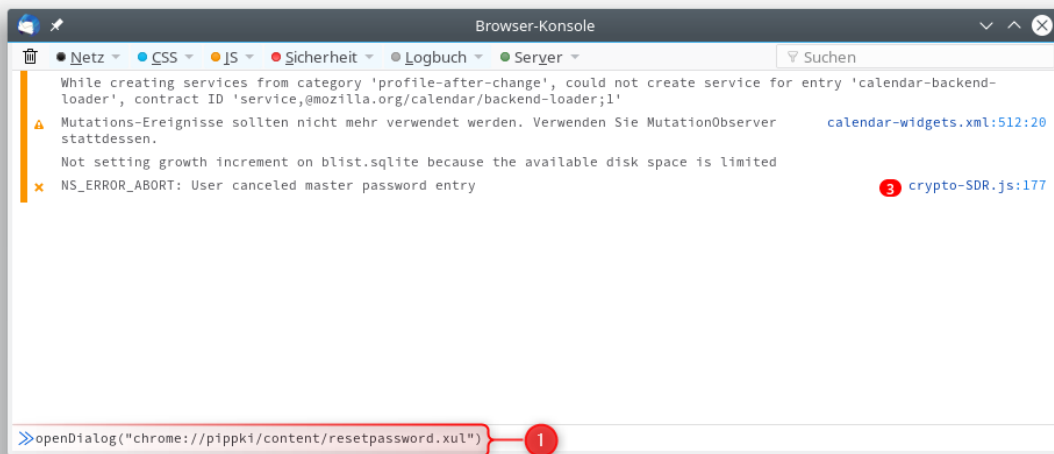 Browser-Konsole
Netz CSS JS Sicherheit Logbuch Server Suchen
While creating services from category 'profile-after-change', could not create service for entry 'calendar-backend-
loader', contract ID 'service,@mozilla.org/calendar/backend-loader;1'
Mutations-Ereignisse sollten nicht mehr verwendet werden. Verwenden Sie MutationObserver calendar-widgets.xml:512:20
stattdessen.
Not setting growth increment on blist.sqlite because the available disk space is limited
NS_ERROR_ABORT: User canceled master password entry 3 crypto-SDR.js:177
≫openDialog("chrome://pippki/content/resetpassword.xul") 1